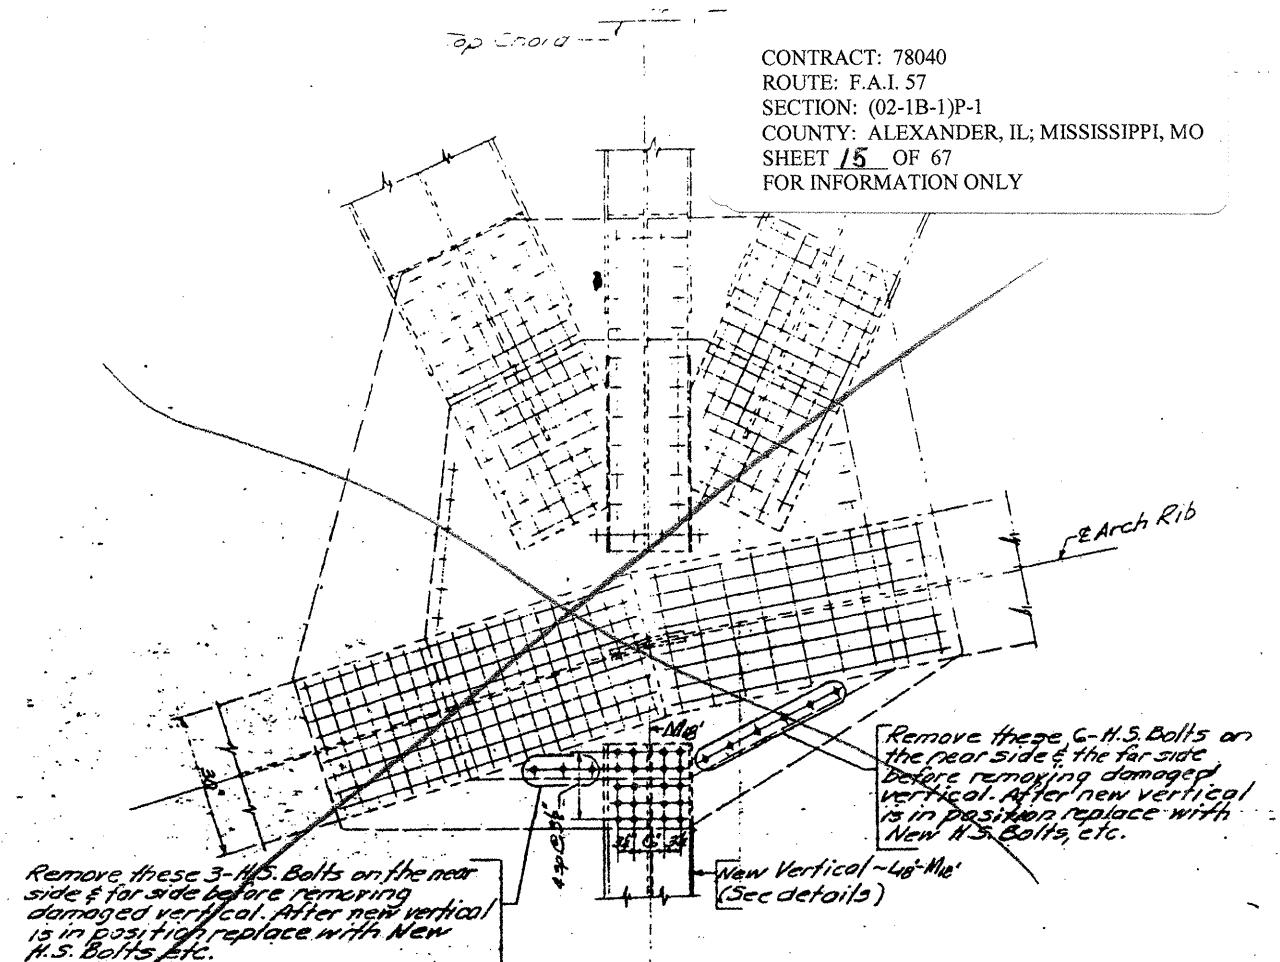 Top Chord
CONTRACT: 78040
ROUTE: F.A.I. 57
SECTION: (02-1B-1)P-1
COUNTY: ALEXANDER, IL; MISSISSIPPI, MO
SHEET 15 OF 67
FOR INFORMATION ONLY
℄ Arch Rib
M18'
Remove these 6-H.S. Bolts on
the near side & the far side
before removing damaged
vertical. After new vertical
is in position replace with
New H.S. Bolts, etc.
New Vertical ~ L18'-M18'
(See details)
Remove these 3-H.S. Bolts on the near
side & far side before removing
damaged vertical. After new vertical
is in position replace with New
H.S. Bolts, etc.